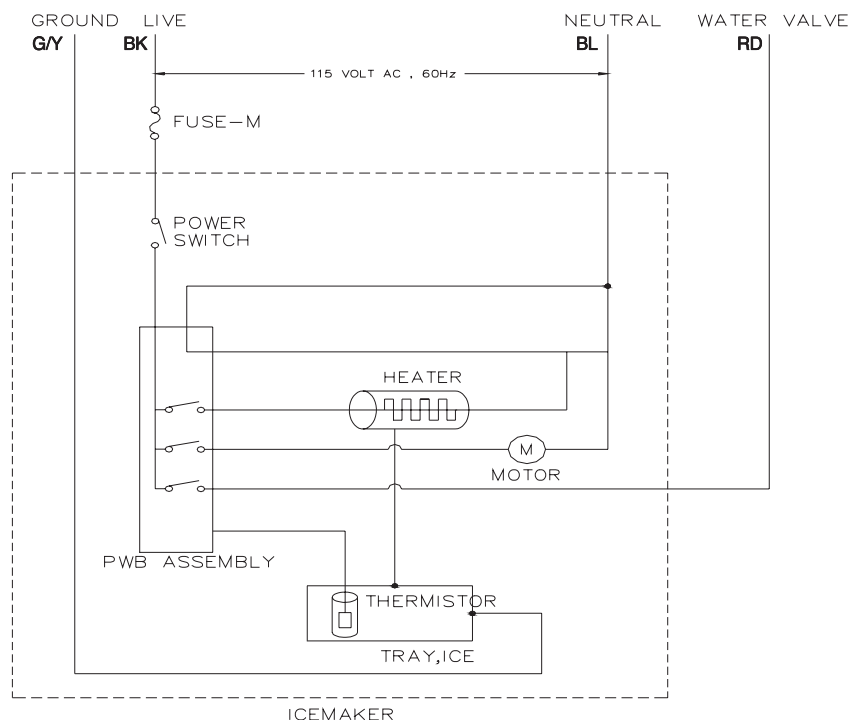 GROUND LIVE NEUTRAL WATER VALVE
G/Y BK BL RD
115 VOLT AC , 60Hz
FUSE-M
POWER
SWITCH
HEATER
M
MOTOR
PWB ASSEMBLY
THERMISTOR
TRAY,ICE
ICEMAKER